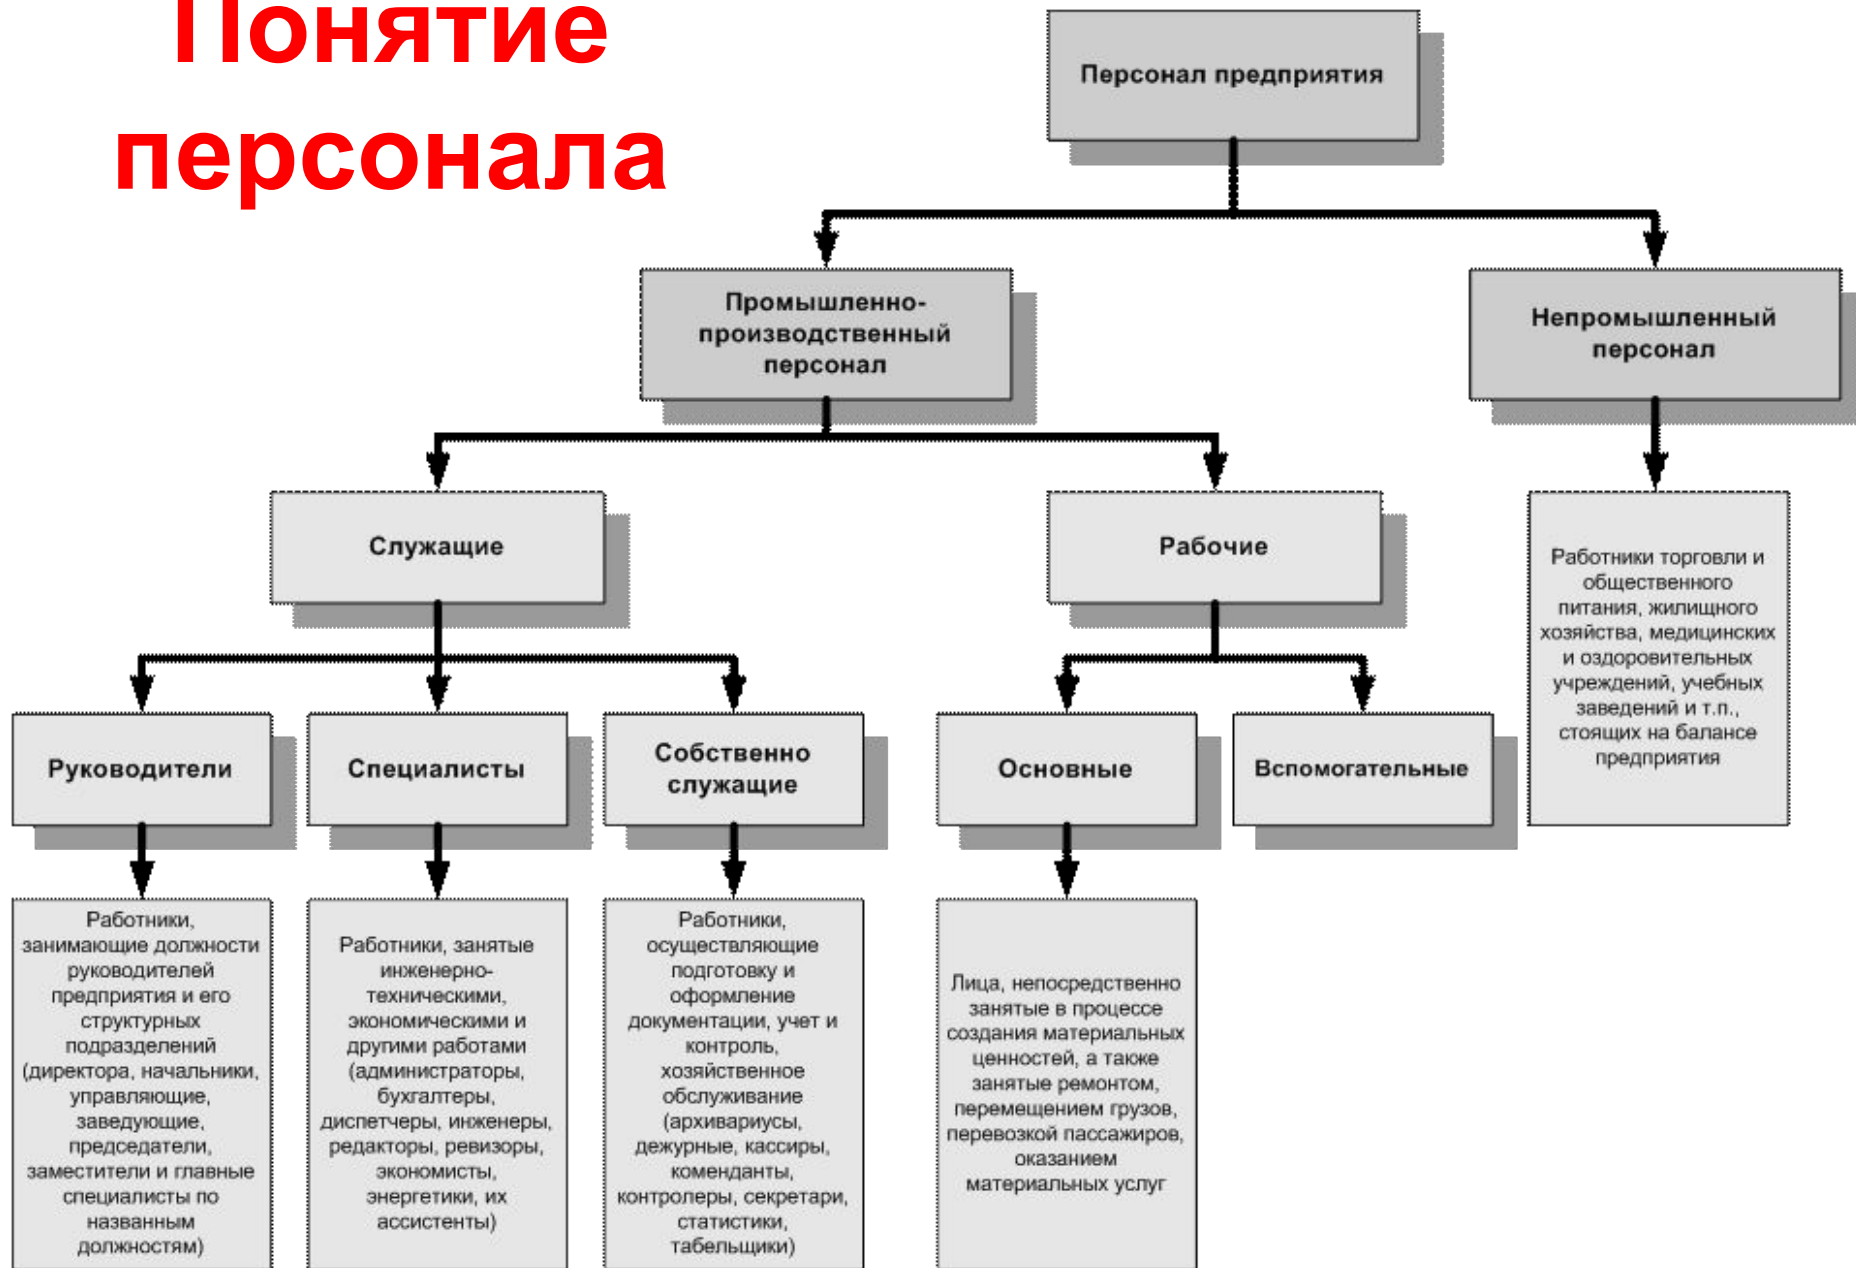 Понятие
персонала
Персонал предприятия
Промышленно-
производственный
персонал
Непромышленный
персонал
Служащие
Рабочие
Работники торговли и
общественного
питания, жилищного
хозяйства, медицинских
и оздоровительных
учреждений, учебных
заведений и т.п.,
стоящих на балансе
предприятия
Руководители
Специалисты
Собственно
служащие
Основные
Вспомогательные
Работники,
занимающие должности
руководителей
предприятия и его
структурных
подразделений
(директора, начальники,
управляющие,
заведующие,
председатели,
заместители и главные
специалисты по
названным
должностям)
Работники, занятые
инженерно-
техническими,
экономическими и
другими работами
(администраторы,
бухгалтеры,
диспетчеры, инженеры,
редакторы, ревизоры,
экономисты,
энергетики, их
ассистенты)
Работники,
осуществляющие
подготовку и
оформление
документации, учет и
контроль,
хозяйственное
обслуживание
(архивариусы,
дежурные, кассиры,
коменданты,
контролеры, секретари,
статистики,
табельщики)
Лица, непосредственно
занятые в процессе
создания материальных
ценностей, а также
занятые ремонтом,
перемещением грузов,
перевозкой пассажиров,
оказанием
материальных услуг